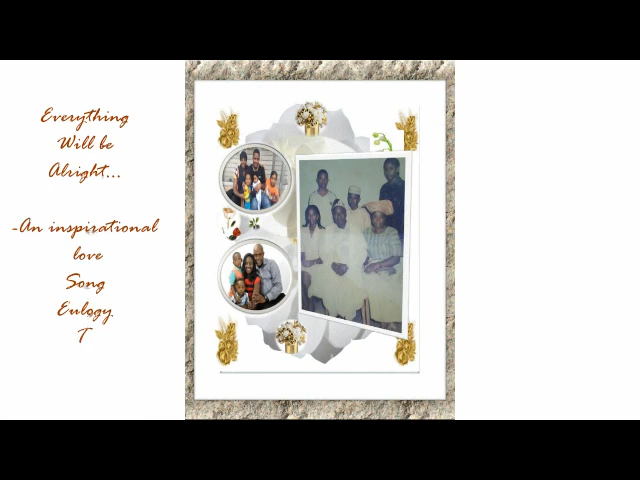 Everything
Will be
Alright...
-An inspirational
love
Song
Eulogy
T